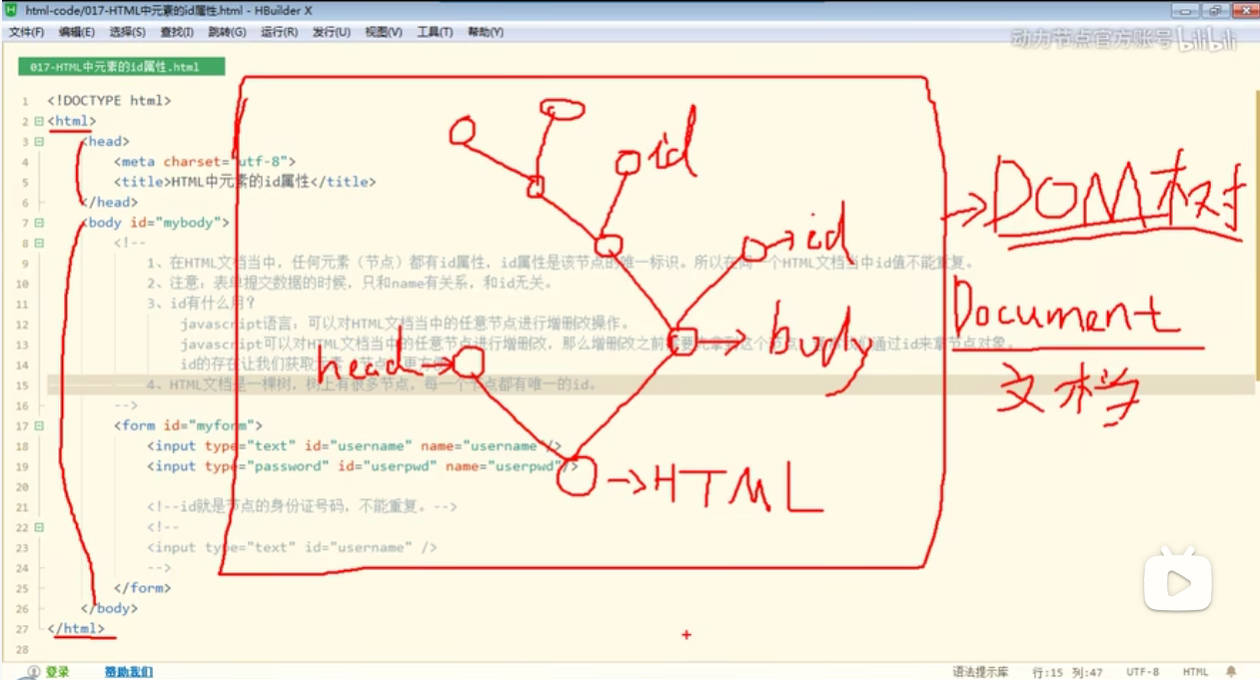 html-code/017-HTML中元素的id属性.html - HBuilder X
文件(F) 编辑(E) 选择(S) 查找(I) 跳转(G) 运行(R) 发行(U) 视图(V) 工具(T) 帮助(Y)
动力节点官方账号 bilibili
017-HTML中元素的id属性.html
1 <!DOCTYPE html>
2 <html>
3 <head>
4 <meta charset="utf-8">
5 <title>HTML中元素的id属性</title>
6 </head>
7 <body id="mybody">
8 <!--
9 1、在HTML文档当中，任何元素（节点）都有id属性，id属性是该节点的唯一标识。所以在同一个HTML文档当中id值不能重复。
10 2、注意：表单提交数据的时候，只和name有关系，和id无关。
11 3、id有什么用？
12 javascript语言：可以对HTML文档当中的任意节点进行增删改操作。
13 javascript可以对HTML文档当中的任意节点进行增删改，那么增删改之前需要先拿到这个节点，通过id来拿节点对象。
14 id的存在让我们获取元素（节点）更方便
15 4、HTML文档是一棵树，树上有很多节点，每一个节点都有唯一的id。
16 -->
17 <form id="myform">
18 <input type="text" id="username" name="username"/>
19 <input type="password" id="userpwd" name="userpwd"/>
20
21 <!--id就是节点的身份证号码，不能重复。-->
22 <!--
23 <input type="text" id="username" />
24 -->
25 </form>
26 </body>
27 </html>
28
id
id
DOM树
Document
body
head
文档
HTML
登录 赞助我们 语法提示库 行:15 列:47 UTF-8 HTML